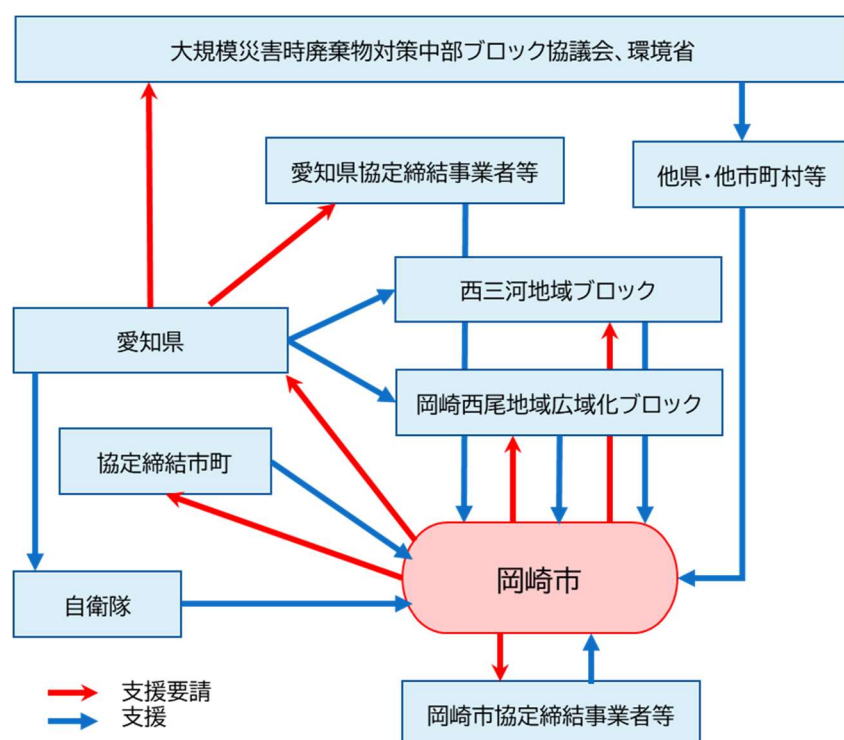 大規模災害時廃棄物対策中部ブロック協議会、環境省
愛知県協定締結事業者等
他県・他市町村等
西三河地域ブロック
愛知県
岡崎西尾地域広域化ブロック
協定締結市町
岡崎市
自衛隊
支援要請
支援
岡崎市協定締結事業者等